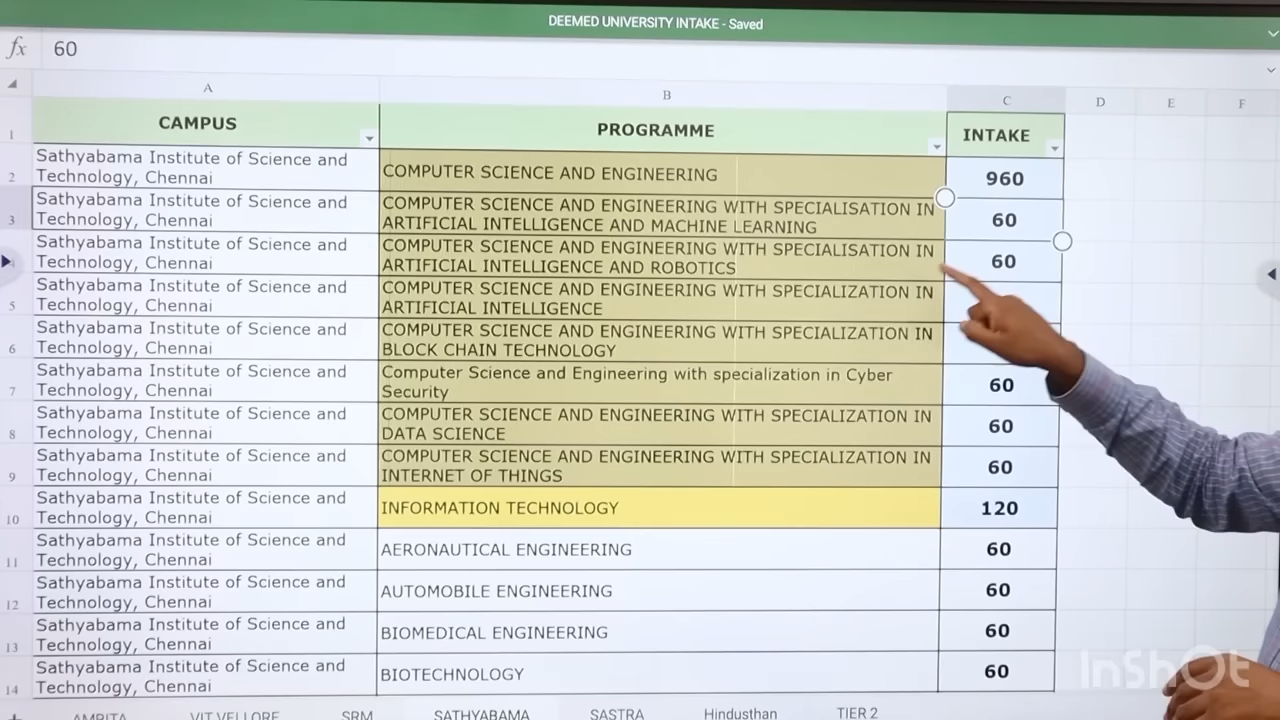 DEEMED UNIVERSITY INTAKE - Saved
fx 60
A B C D E F
1 CAMPUS PROGRAMME INTAKE
2 Sathyabama Institute of Science and
Technology, Chennai
COMPUTER SCIENCE AND ENGINEERING
960
3 Sathyabama Institute of Science and
Technology, Chennai
COMPUTER SCIENCE AND ENGINEERING WITH SPECIALISATION IN
ARTIFICIAL INTELLIGENCE AND MACHINE LEARNING
60
Sathyabama Institute of Science and
Technology, Chennai
COMPUTER SCIENCE AND ENGINEERING WITH SPECIALISATION IN
ARTIFICIAL INTELLIGENCE AND ROBOTICS
60
5 Sathyabama Institute of Science and
Technology, Chennai
COMPUTER SCIENCE AND ENGINEERING WITH SPECIALIZATION IN
ARTIFICIAL INTELLIGENCE
6 Sathyabama Institute of Science and
Technology, Chennai
COMPUTER SCIENCE AND ENGINEERING WITH SPECIALIZATION IN
BLOCK CHAIN TECHNOLOGY
7 Sathyabama Institute of Science and
Technology, Chennai
Computer Science and Engineering with specialization in Cyber
Security
60
8 Sathyabama Institute of Science and
Technology, Chennai
COMPUTER SCIENCE AND ENGINEERING WITH SPECIALIZATION IN
DATA SCIENCE
60
9 Sathyabama Institute of Science and
Technology, Chennai
COMPUTER SCIENCE AND ENGINEERING WITH SPECIALIZATION IN
INTERNET OF THINGS
60
10 Sathyabama Institute of Science and
Technology, Chennai
INFORMATION TECHNOLOGY
120
11 Sathyabama Institute of Science and
Technology, Chennai
AERONAUTICAL ENGINEERING
60
12 Sathyabama Institute of Science and
Technology, Chennai
AUTOMOBILE ENGINEERING
60
13 Sathyabama Institute of Science and
Technology, Chennai
BIOMEDICAL ENGINEERING
60
14 Sathyabama Institute of Science and
Technology, Chennai
BIOTECHNOLOGY
60
InShOt
AMRITA VIT VELLORE SRM SATHYABAMA SASTRA Hindusthan TIER 2